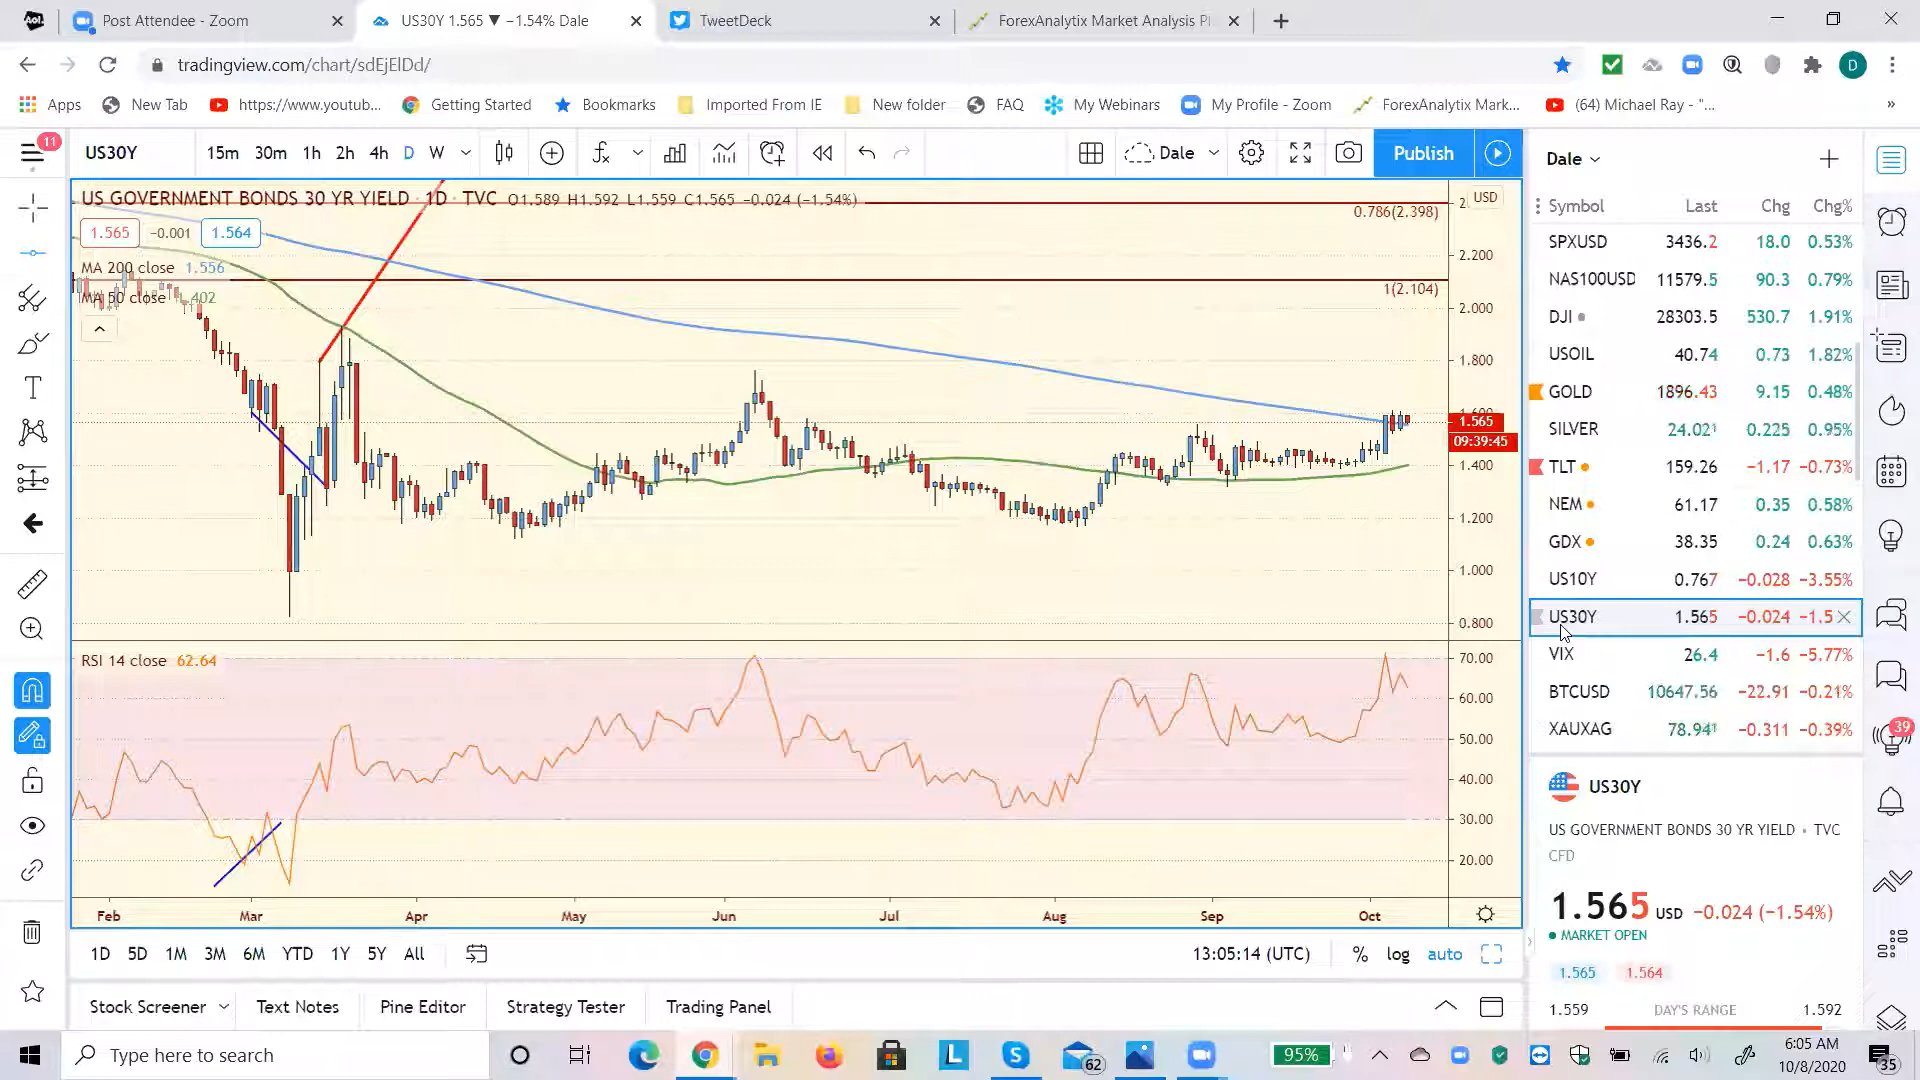 Aol.
Post Attendee - Zoom
US30Y 1.565 ▼ −1.54% Dale
TweetDeck
ForexAnalytix Market Analysis Pl
tradingview.com/chart/sdEjElDd/
D
Apps
New Tab
https://www.youtub...
Getting Started
Bookmarks
Imported From IE
New folder
FAQ
My Webinars
My Profile - Zoom
ForexAnalytix Mark...
(64) Michael Ray - "...
»
11
US30Y
15m 30m 1h 2h 4h D W
Dale
Publish
Dale
US GOVERNMENT BONDS 30 YR YIELD · 1D · TVC O1.589 H1.592 L1.559 C1.565 −0.024 (−1.54%)
1.565 −0.001 1.564
MA 200 close 1.556
MA 50 close 1.402
USD
0.786(2.398)
2.200
1(2.104)
2.000
1.800
1.600
1.565
09:39:45
1.400
1.200
1.000
0.800
RSI 14 close 62.64
70.00
60.00
50.00
40.00
30.00
20.00
Feb Mar Apr May Jun Jul Aug Sep Oct
1D 5D 1M 3M 6M YTD 1Y 5Y All
13:05:14 (UTC) % log auto
Stock Screener Text Notes Pine Editor Strategy Tester Trading Panel
Symbol Last Chg Chg%
SPXUSD 3436.2 18.0 0.53%
NAS100USD 11579.5 90.3 0.79%
DJI 28303.5 530.7 1.91%
USOIL 40.74 0.73 1.82%
GOLD 1896.43 9.15 0.48%
SILVER 24.021 0.225 0.95%
TLT 159.26 −1.17 −0.73%
NEM 61.17 0.35 0.58%
GDX 38.35 0.24 0.63%
US10Y 0.767 −0.028 −3.55%
US30Y 1.565 −0.024 −1.5
VIX 26.4 −1.6 −5.77%
BTCUSD 10647.56 −22.91 −0.21%
XAUXAG 78.941 −0.311 −0.39%
39
US30Y
US GOVERNMENT BONDS 30 YR YIELD • TVC
CFD
1.565 USD −0.024 (−1.54%)
MARKET OPEN
1.565 1.564
1.559 DAY'S RANGE 1.592
Type here to search
L
62
95%
6:05 AM
10/8/2020
35